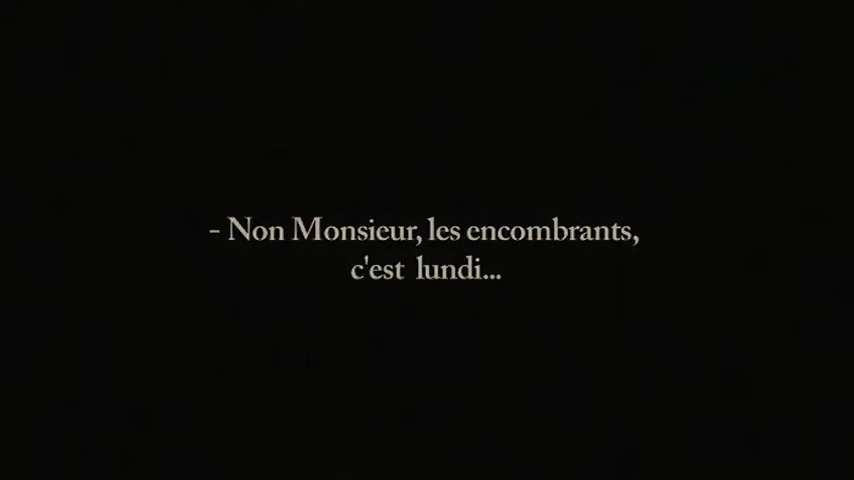 - Non Monsieur, les encombrants,
c'est lundi...